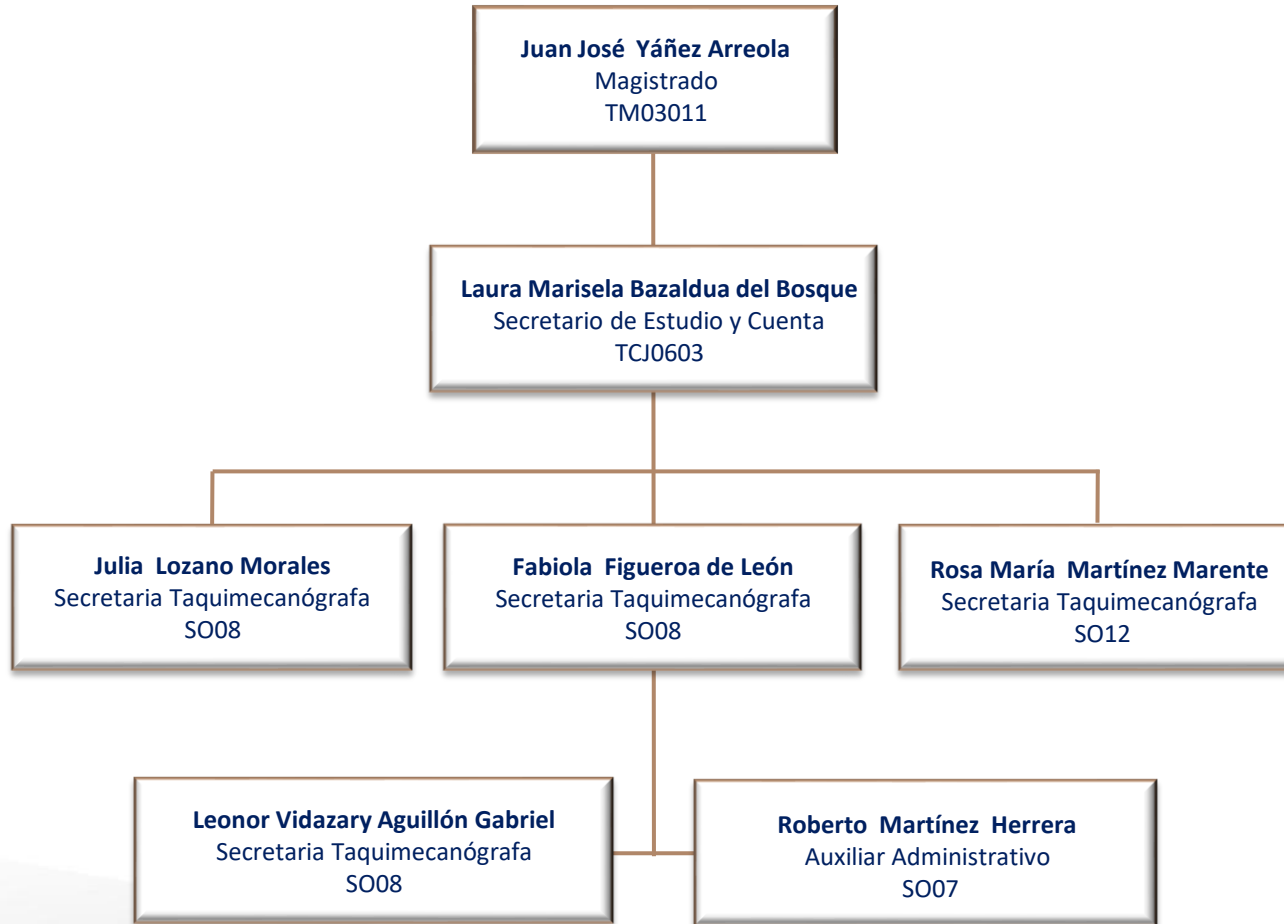 Juan José Yáñez Arreola
Magistrado
TM03011
Laura Marisela Bazaldua del Bosque
Secretario de Estudio y Cuenta
TCJ0603
Julia Lozano Morales
Secretaria Taquimecanógrafa
SO08
Fabiola Figueroa de León
Secretaria Taquimecanógrafa
SO08
Rosa María Martínez Marente
Secretaria Taquimecanógrafa
SO12
Leonor Vidazary Aguillón Gabriel
Secretaria Taquimecanógrafa
SO08
Roberto Martínez Herrera
Auxiliar Administrativo
SO07